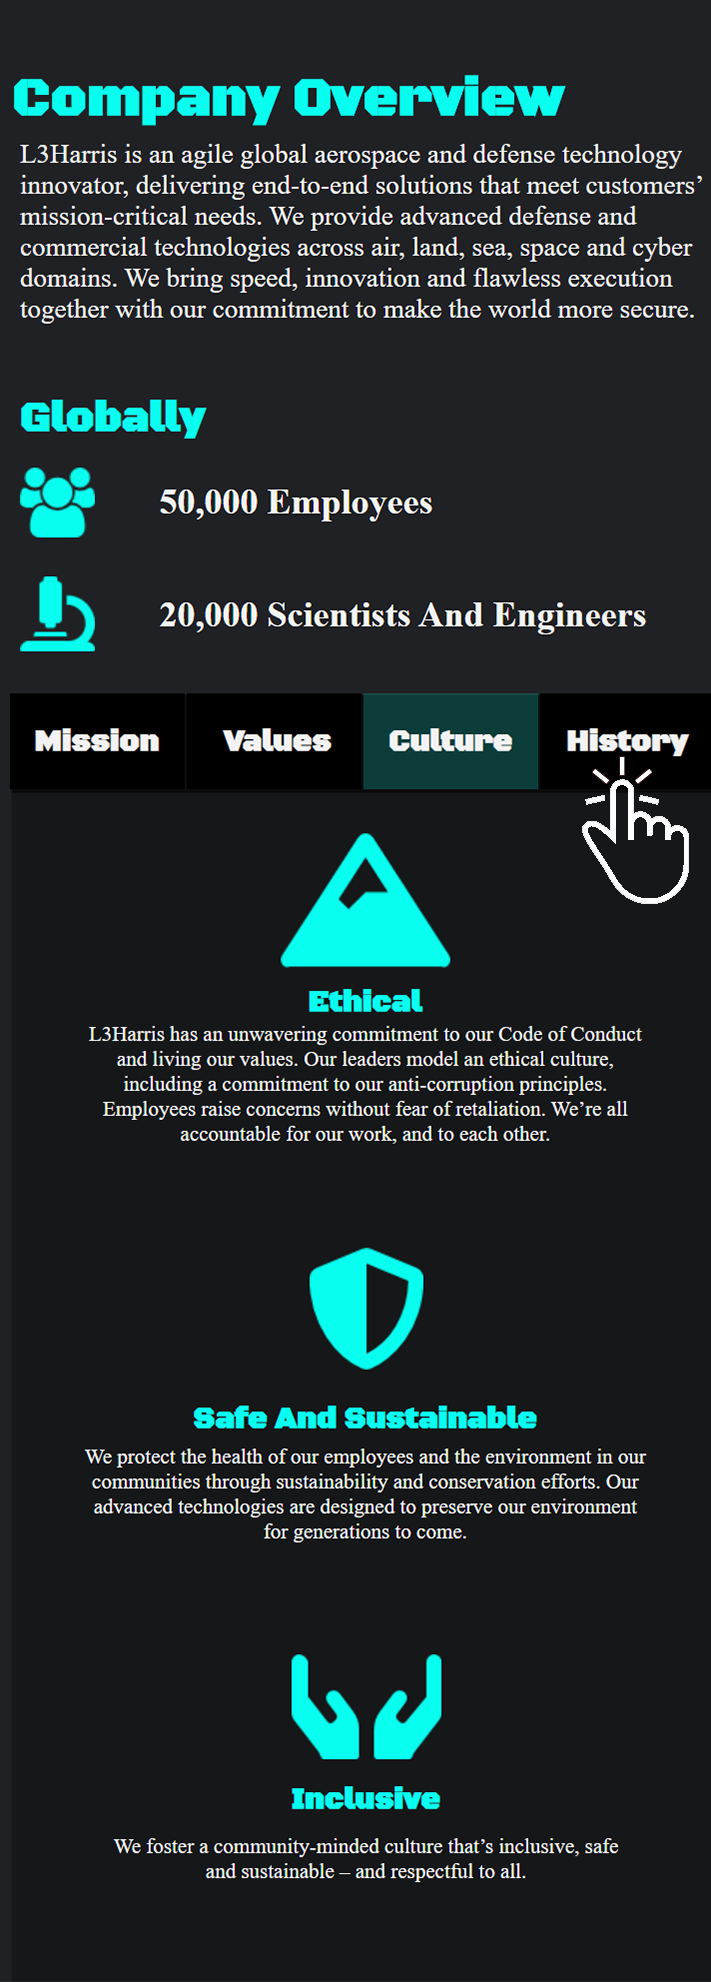 Company Overview
L3Harris is an agile global aerospace and defense technology
innovator, delivering end-to-end solutions that meet customers’
mission-critical needs. We provide advanced defense and
commercial technologies across air, land, sea, space and cyber
domains. We bring speed, innovation and flawless execution
together with our commitment to make the world more secure.
Globally
50,000 Employees
20,000 Scientists And Engineers
Mission Values Culture History
Ethical
L3Harris has an unwavering commitment to our Code of Conduct
and living our values. Our leaders model an ethical culture,
including a commitment to our anti-corruption principles.
Employees raise concerns without fear of retaliation. We’re all
accountable for our work, and to each other.
Safe And Sustainable
We protect the health of our employees and the environment in our
communities through sustainability and conservation efforts. Our
advanced technologies are designed to preserve our environment
for generations to come.
Inclusive
We foster a community-minded culture that’s inclusive, safe
and sustainable – and respectful to all.